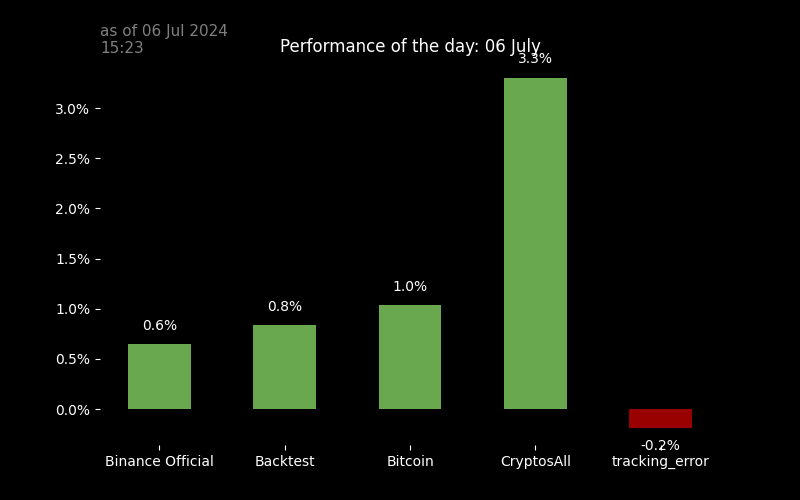 as of 06 Jul 2024
15:23
Performance of the day: 06 July
3.3%
3.0%
2.5%
2.0%
1.5%
1.0%
1.0%
0.8%
0.6%
0.5%
0.0%
-0.2%
Binance Official
Backtest
Bitcoin
CryptosAll
tracking_error